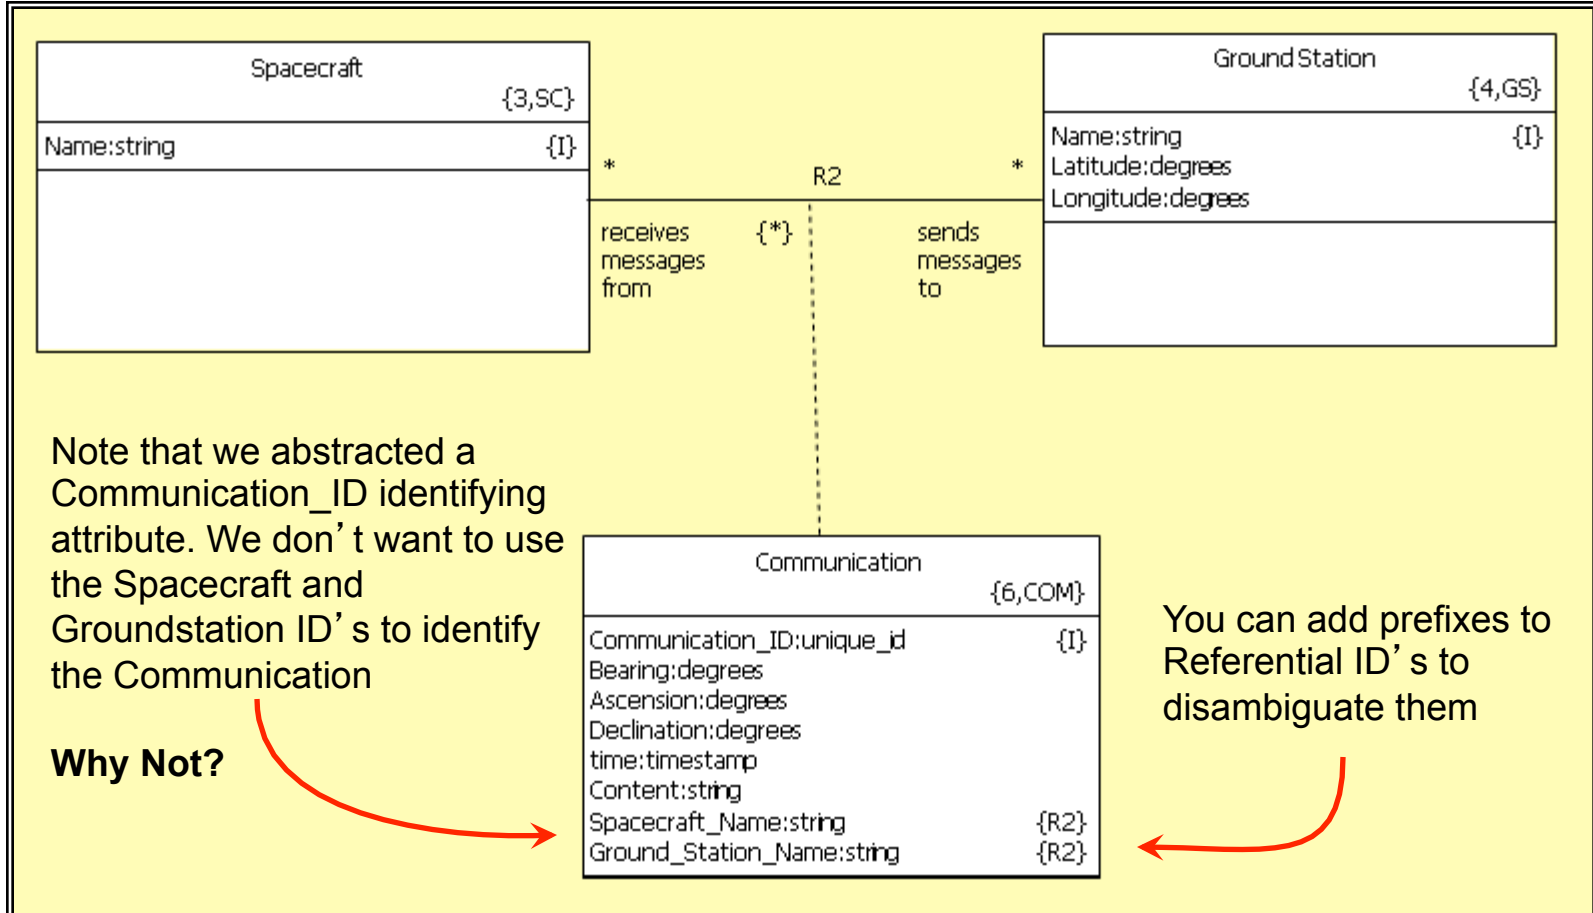 Spacecraft
{3,SC}
Name:string {I}
Ground Station
{4,GS}
Name:string {I}
Latitude:degrees
Longitude:degrees
* R2 *
receives
messages
from
{*}
sends
messages
to
Note that we abstracted a
Communication_ID identifying
attribute. We don’t want to use
the Spacecraft and
Groundstation ID’s to identify
the Communication
Why Not?
Communication
{6,COM}
Communication_ID:unique_id {I}
Bearing:degrees
Ascension:degrees
Declination:degrees
time:timestamp
Content:string
Spacecraft_Name:string {R2}
Ground_Station_Name:string {R2}
You can add prefixes to
Referential ID’s to
disambiguate them